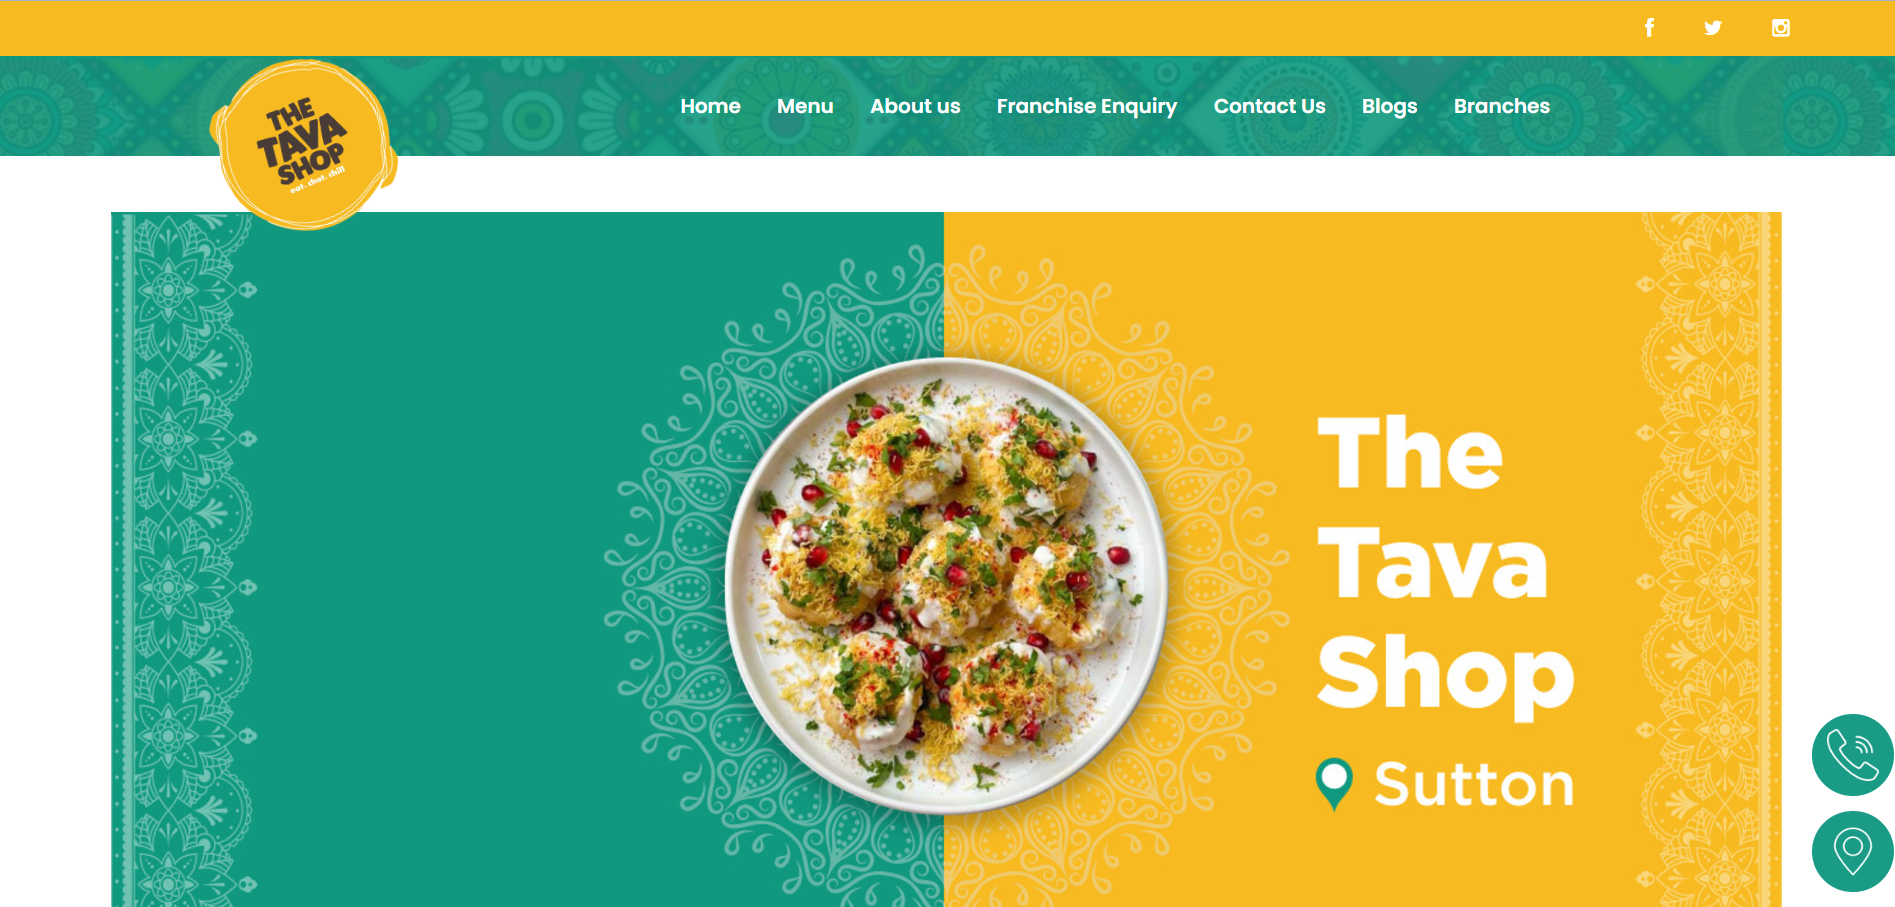 THE
TAVA
SHOP
eat. chat. chill
Home Menu About us Franchise Enquiry Contact Us Blogs Branches
The
Tava
Shop
Sutton